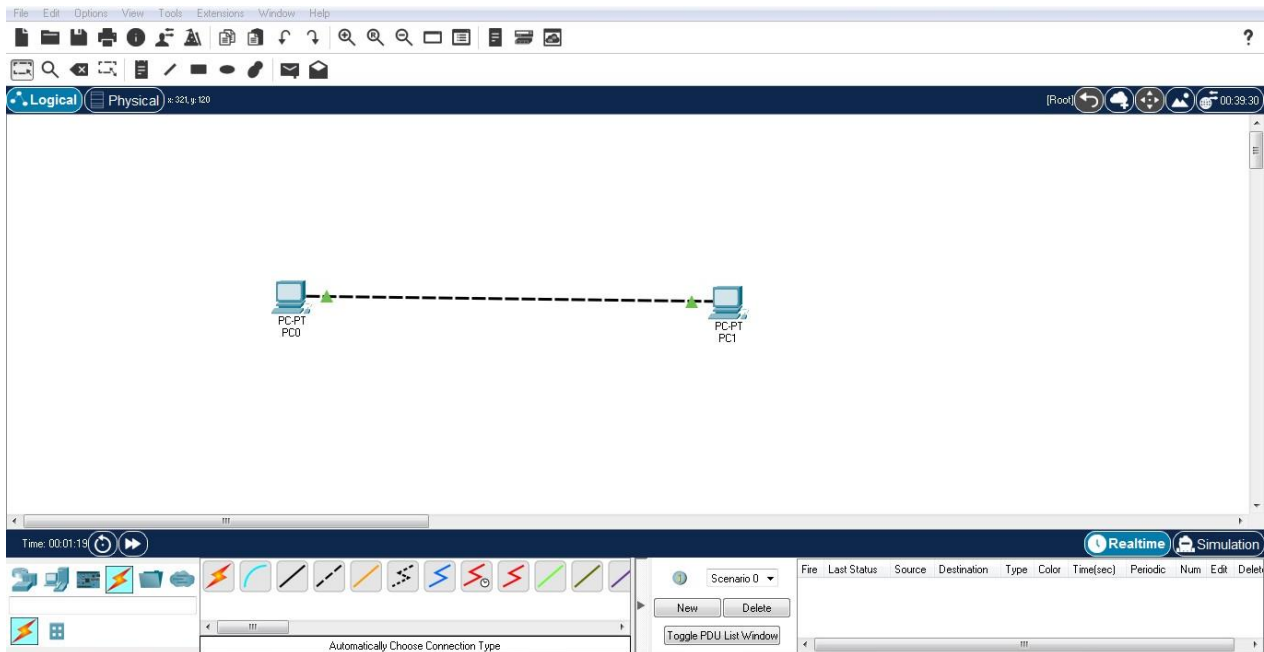 File Edit Options View Tools Extensions Window Help
?
Logical Physical x: 321, y: 120 [Root] 00:39:30
PC-PT
PC0
PC-PT
PC1
Time: 00:01:19 Realtime Simulation
Scenario 0
Fire Last Status Source Destination Type Color Time(sec) Periodic Num Edit Delet
New Delete
Toggle PDU List Window
Automatically Choose Connection Type